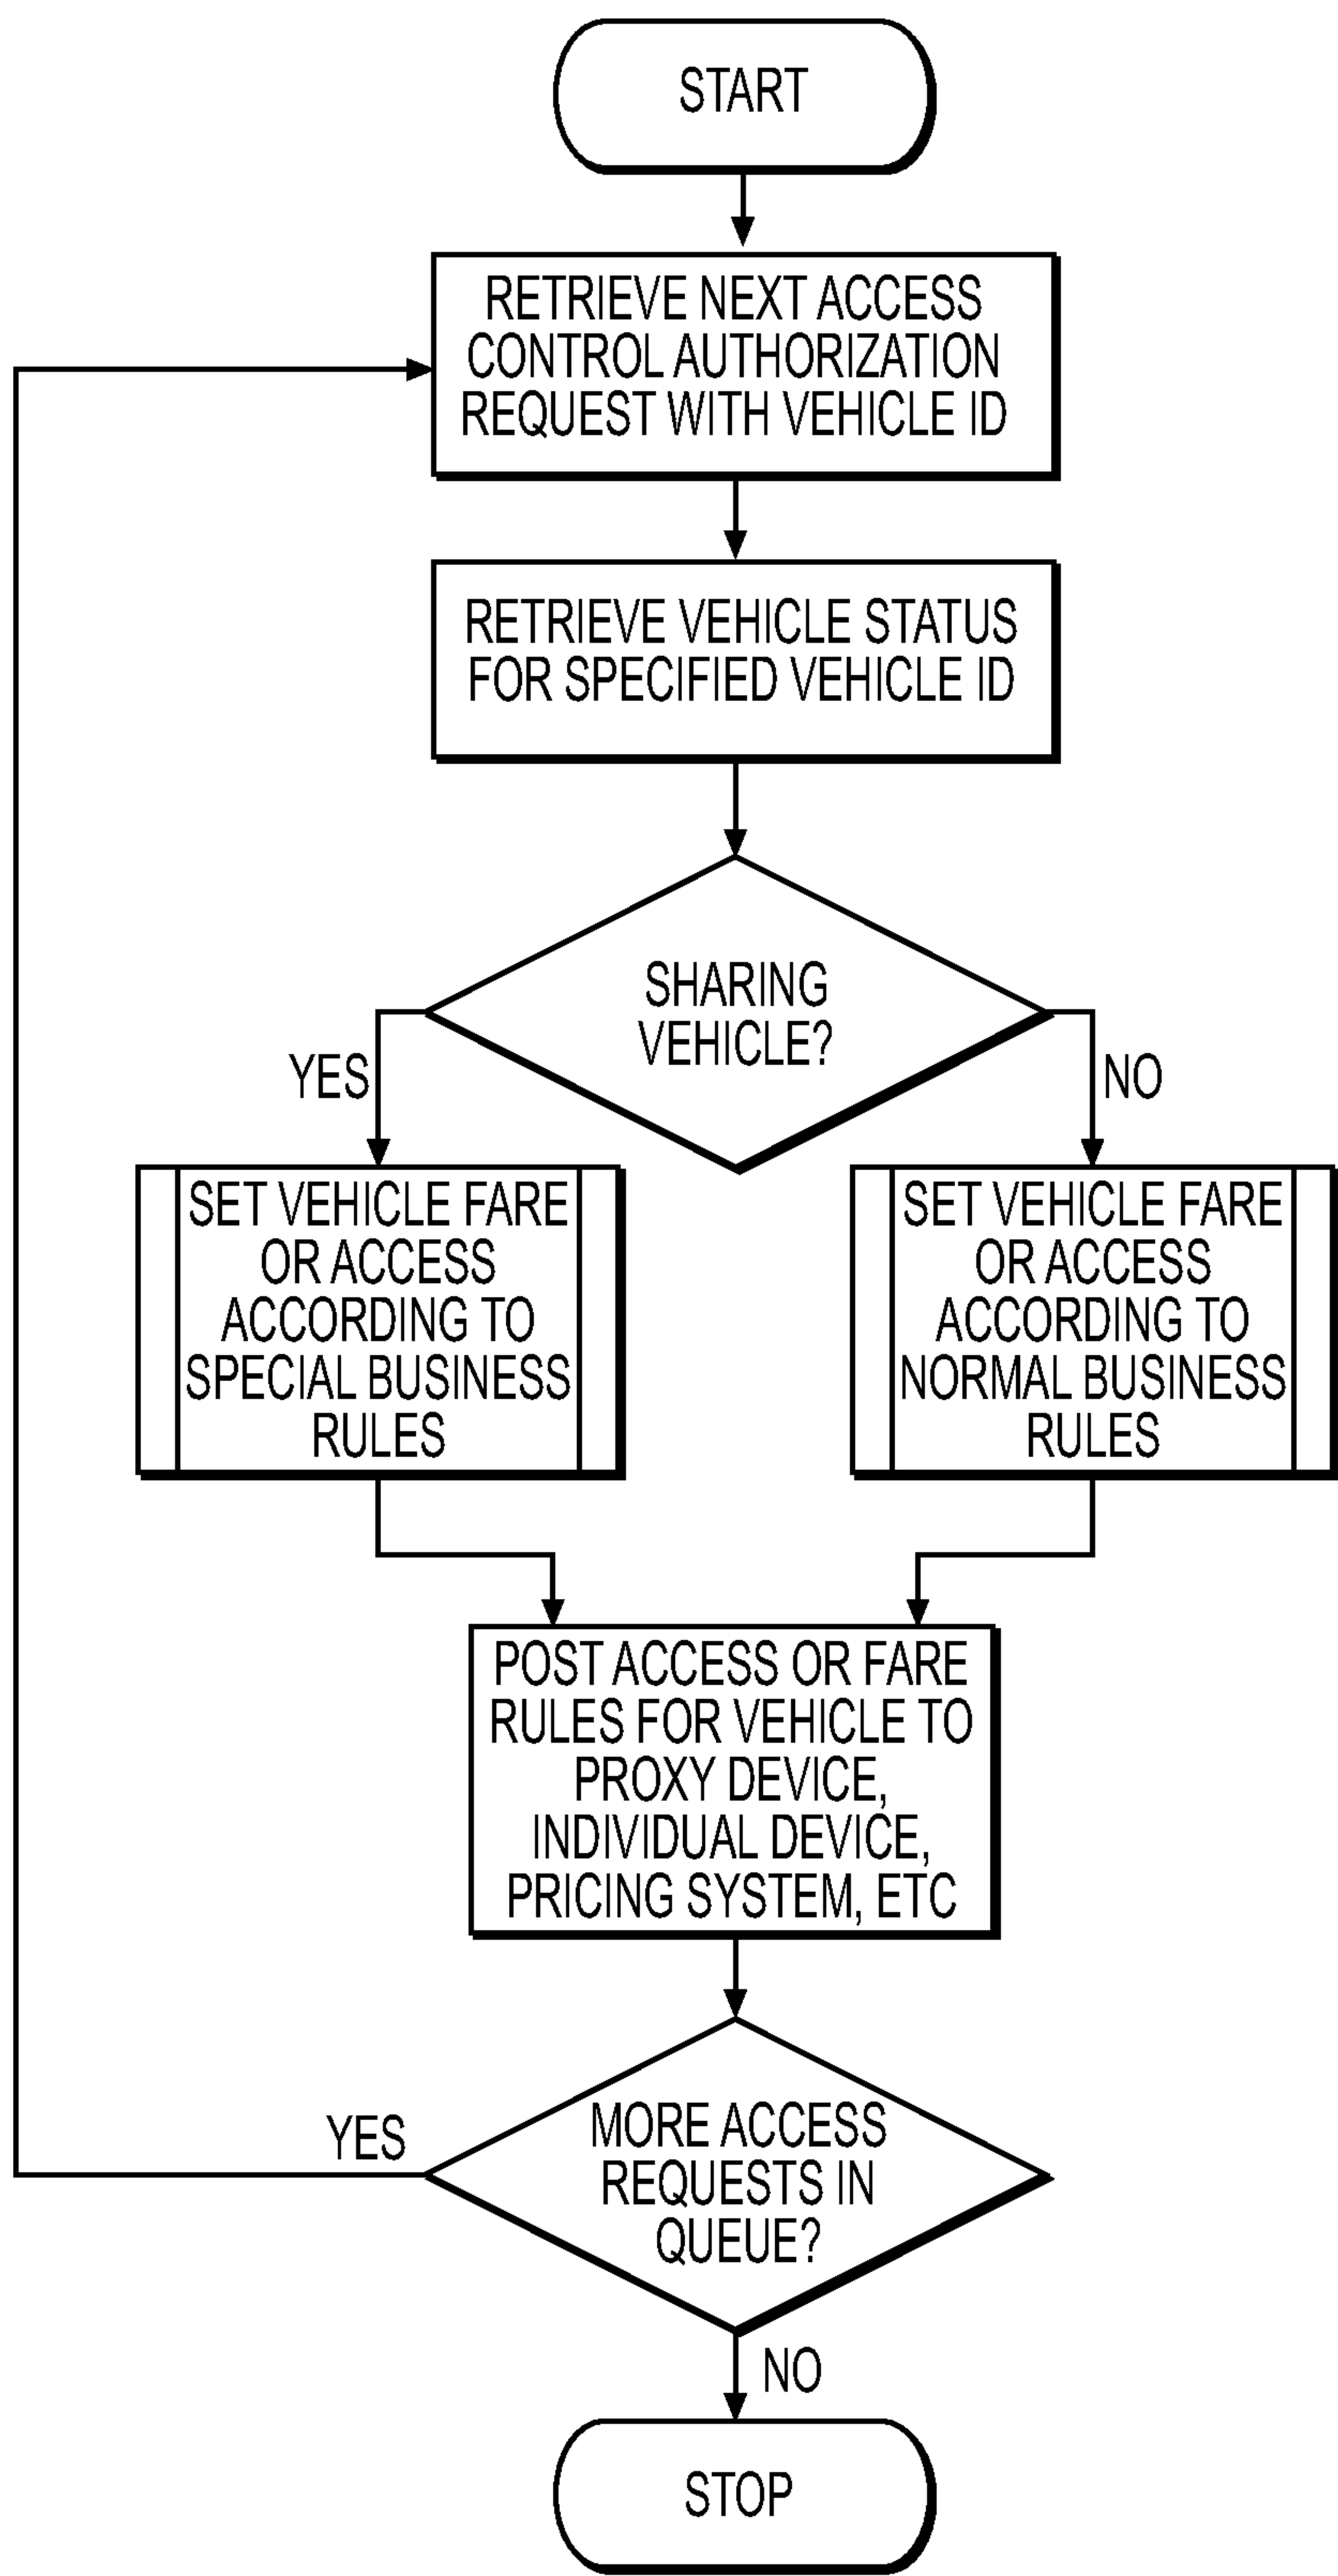 START
RETRIEVE NEXT ACCESS
CONTROL AUTHORIZATION
REQUEST WITH VEHICLE ID
RETRIEVE VEHICLE STATUS
FOR SPECIFIED VEHICLE ID
SHARING
VEHICLE?
YES
NO
SET VEHICLE FARE
OR ACCESS
ACCORDING TO
SPECIAL BUSINESS
RULES
SET VEHICLE FARE
OR ACCESS
ACCORDING TO
NORMAL BUSINESS
RULES
POST ACCESS OR FARE
RULES FOR VEHICLE TO
PROXY DEVICE,
INDIVIDUAL DEVICE,
PRICING SYSTEM, ETC
YES
MORE ACCESS
REQUESTS IN
QUEUE?
NO
STOP